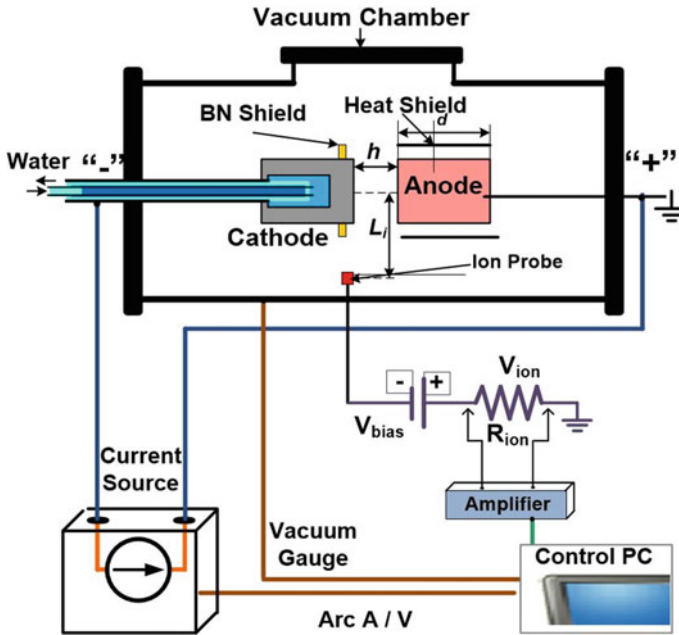 Vacuum Chamber
Heat Shield
BN Shield
d
h
Water
“-”
“+”
Anode
Cathode
Li
Ion Probe
- +
Vion
Vbias
Rion
Current
Source
Amplifier
Vacuum
Gauge
Control PC
Arc A / V